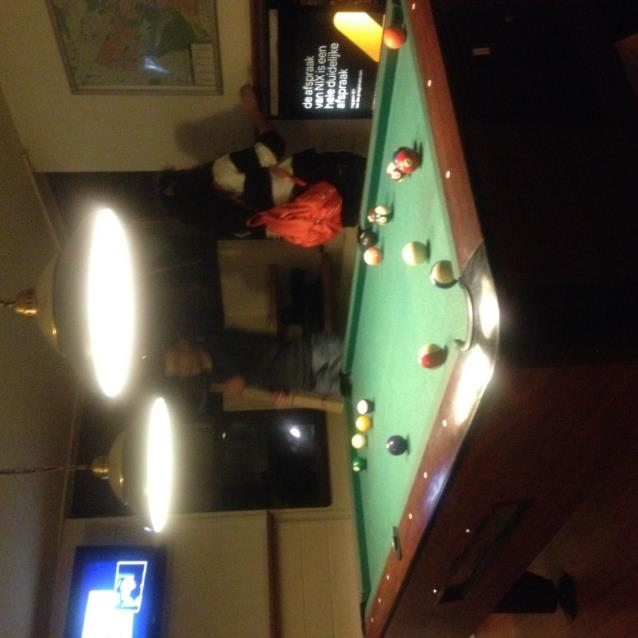 de afspraak
van NIX is een
hele duidelijke
afspraak